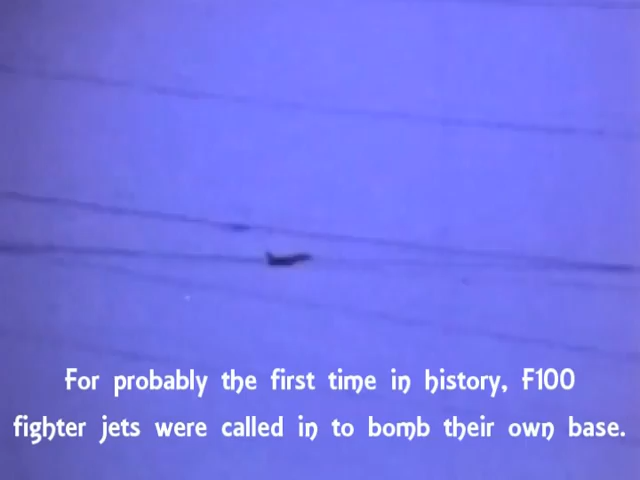 For probably the first time in history, F100
fighter jets were called in to bomb their own base.